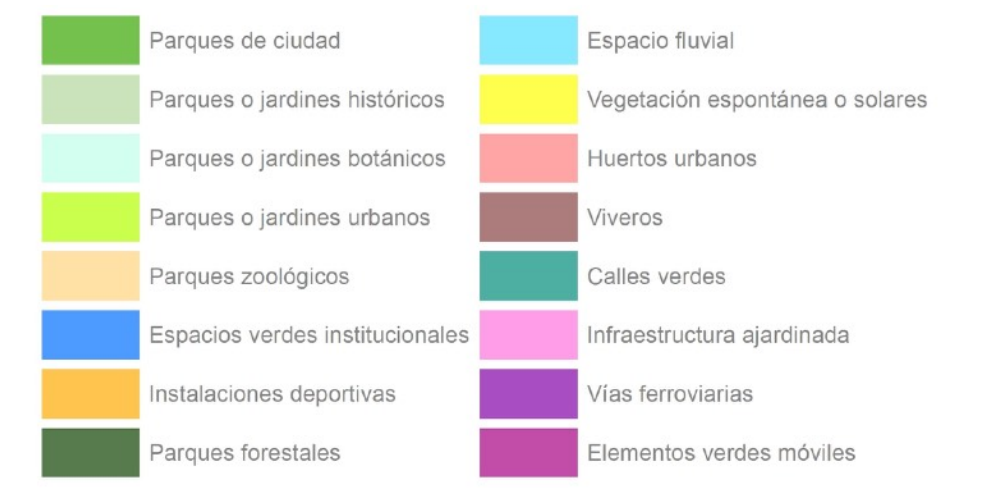 Parques de ciudad
Parques o jardines históricos
Parques o jardines botánicos
Parques o jardines urbanos
Parques zoológicos
Espacios verdes institucionales
Instalaciones deportivas
Parques forestales
Espacio fluvial
Vegetación espontánea o solares
Huertos urbanos
Viveros
Calles verdes
Infraestructura ajardinada
Vías ferroviarias
Elementos verdes móviles